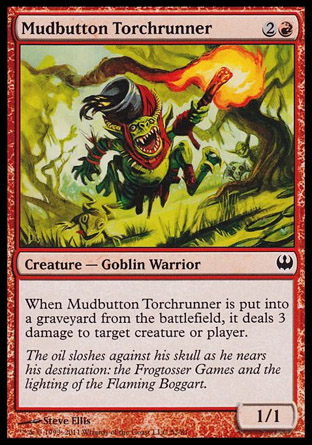 Mudbutton Torchrunner 2
Creature — Goblin Warrior
When Mudbutton Torchrunner is put
into a graveyard from the battlefield, it deals 3
damage to target creature or player.
The oil sloshes against his skull as he nears
his destination: the Frogtosser Games and the
lighting of the Flaming Boggart.
Steve Ellis
1/1